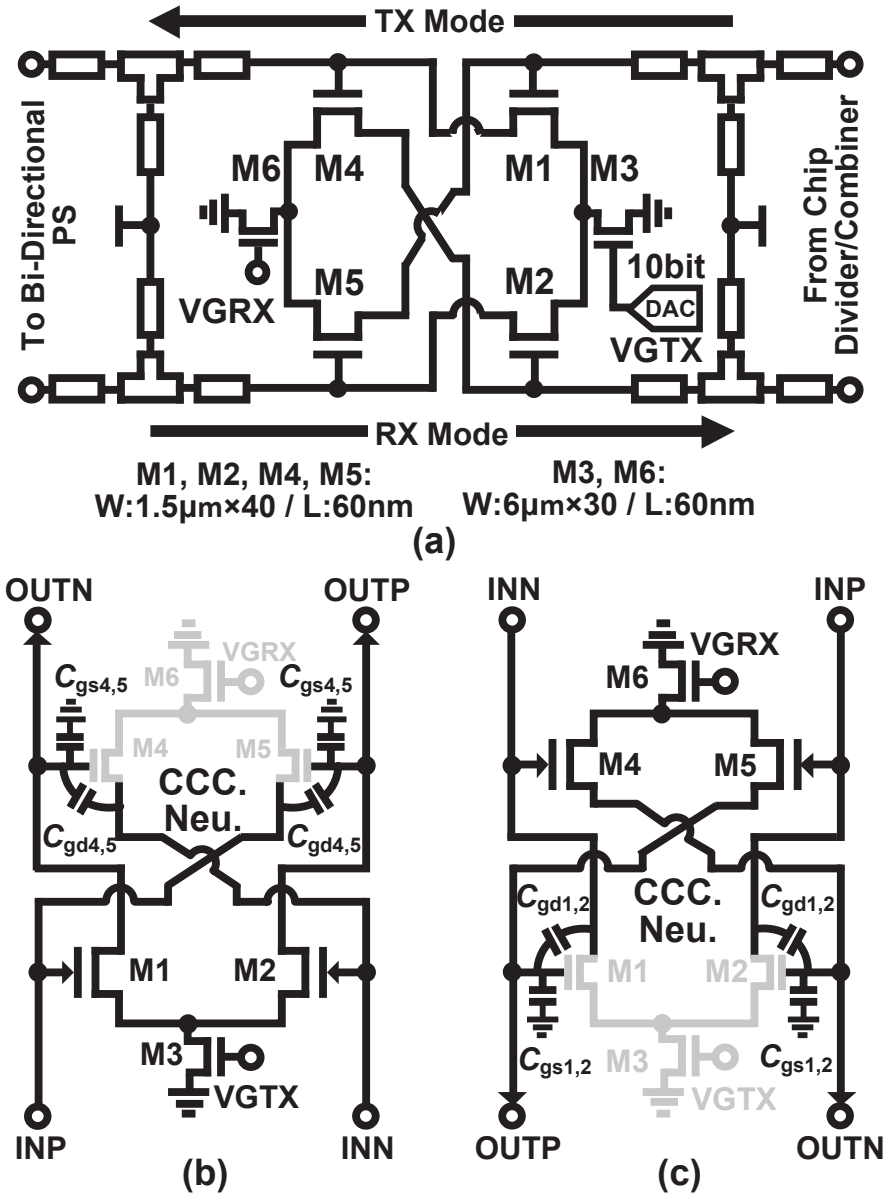 TX Mode
To Bi-Directional
PS
M6
M4
M1
M3
VGRX
M5
M2
10bit
DAC
VGTX
From Chip
Divider/Combiner
RX Mode
M1, M2, M4, M5:
W:1.5μm×40 / L:60nm
M3, M6:
W:6μm×30 / L:60nm
(a)
OUTN
OUTP
Cgs4,5
M6
VGRX
Cgs4,5
M4
M5
CCC.
Neu.
Cgd4,5
Cgd4,5
M1
M2
M3
VGTX
INP
INN
(b)
INN
INP
VGRX
M6
M4
M5
CCC.
Neu.
Cgd1,2
Cgd1,2
M1
M2
Cgs1,2
M3
Cgs1,2
VGTX
OUTP
OUTN
(c)